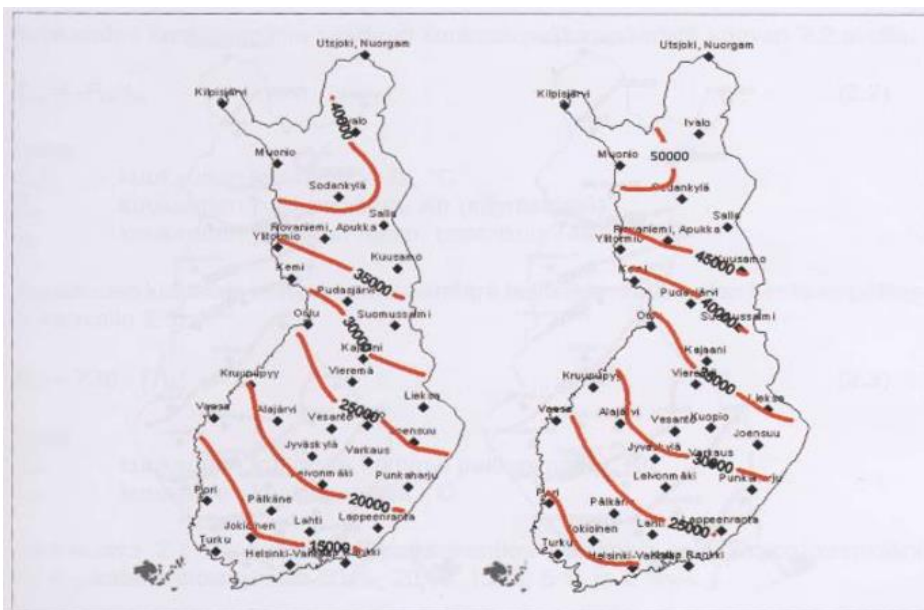 Utsjoki, Nuorgam
Kilpisjärvi
40000
Ivalo
Muonio
Sodankylä
Salla
Rovaniemi, Apukka
Ylitornio
Kuusamo
Kemi
35000
Pudasjärvi
Oulu
30000
Suomussalmi
Kajaani
Kruunupyy
Vieremä
Vaasa
Alajärvi
Vesanto
25000
Lieksa
Joensuu
Jyväskylä
Varkaus
Leivonmäki
Punkaharju
Pori
Pälkäne
20000
Lahti
Lappeenranta
Jokioinen
Turku
15000
Helsinki-Vantaa
Utsjoki, Nuorgam
Kilpisjärvi
Ivalo
Muonio
50000
Sodankylä
Salla
Rovaniemi, Apukka
Ylitornio
45000
Kuusamo
Kemi
Pudasjärvi
40000
Suomussalmi
Oulu
Kajaani
Kruunupyy
Vieremä
35000
Vaasa
Alajärvi
Vesanto
Kuopio
Lieksa
Joensuu
Jyväskylä
Varkaus
30000
Leivonmäki
Punkaharju
Pori
Pälkäne
Lahti
25000
Lappeenranta
Jokioinen
Turku
Helsinki-Vantaa